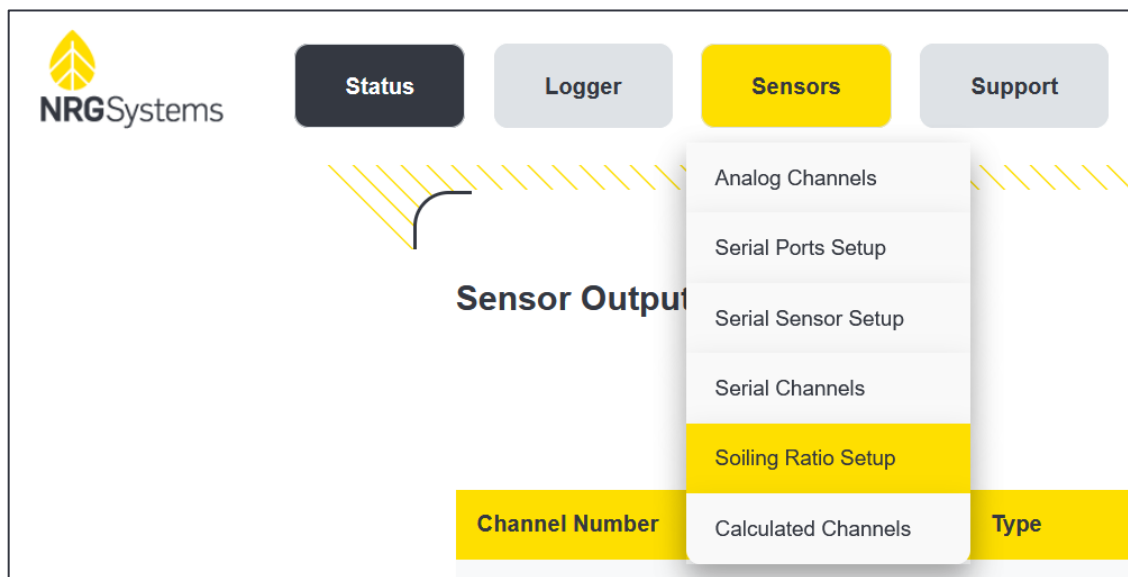 NRGSystems
Status
Logger
Sensors
Support
Analog Channels
Serial Ports Setup
Sensor Output
Serial Sensor Setup
Serial Channels
Soiling Ratio Setup
Channel Number
Type
Calculated Channels